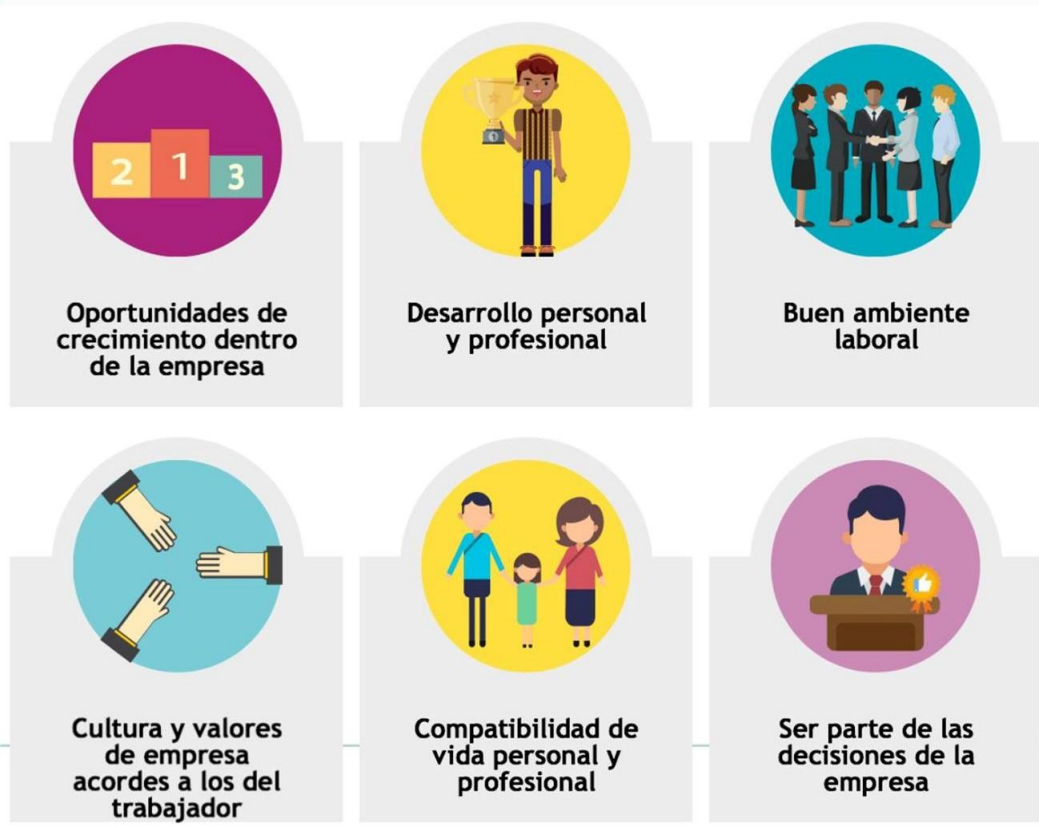 2 1 3
Oportunidades de
crecimiento dentro
de la empresa
Desarrollo personal
y profesional
Buen ambiente
laboral
Cultura y valores
de empresa
acordes a los del
trabajador
Compatibilidad de
vida personal y
profesional
Ser parte de las
decisiones de la
empresa